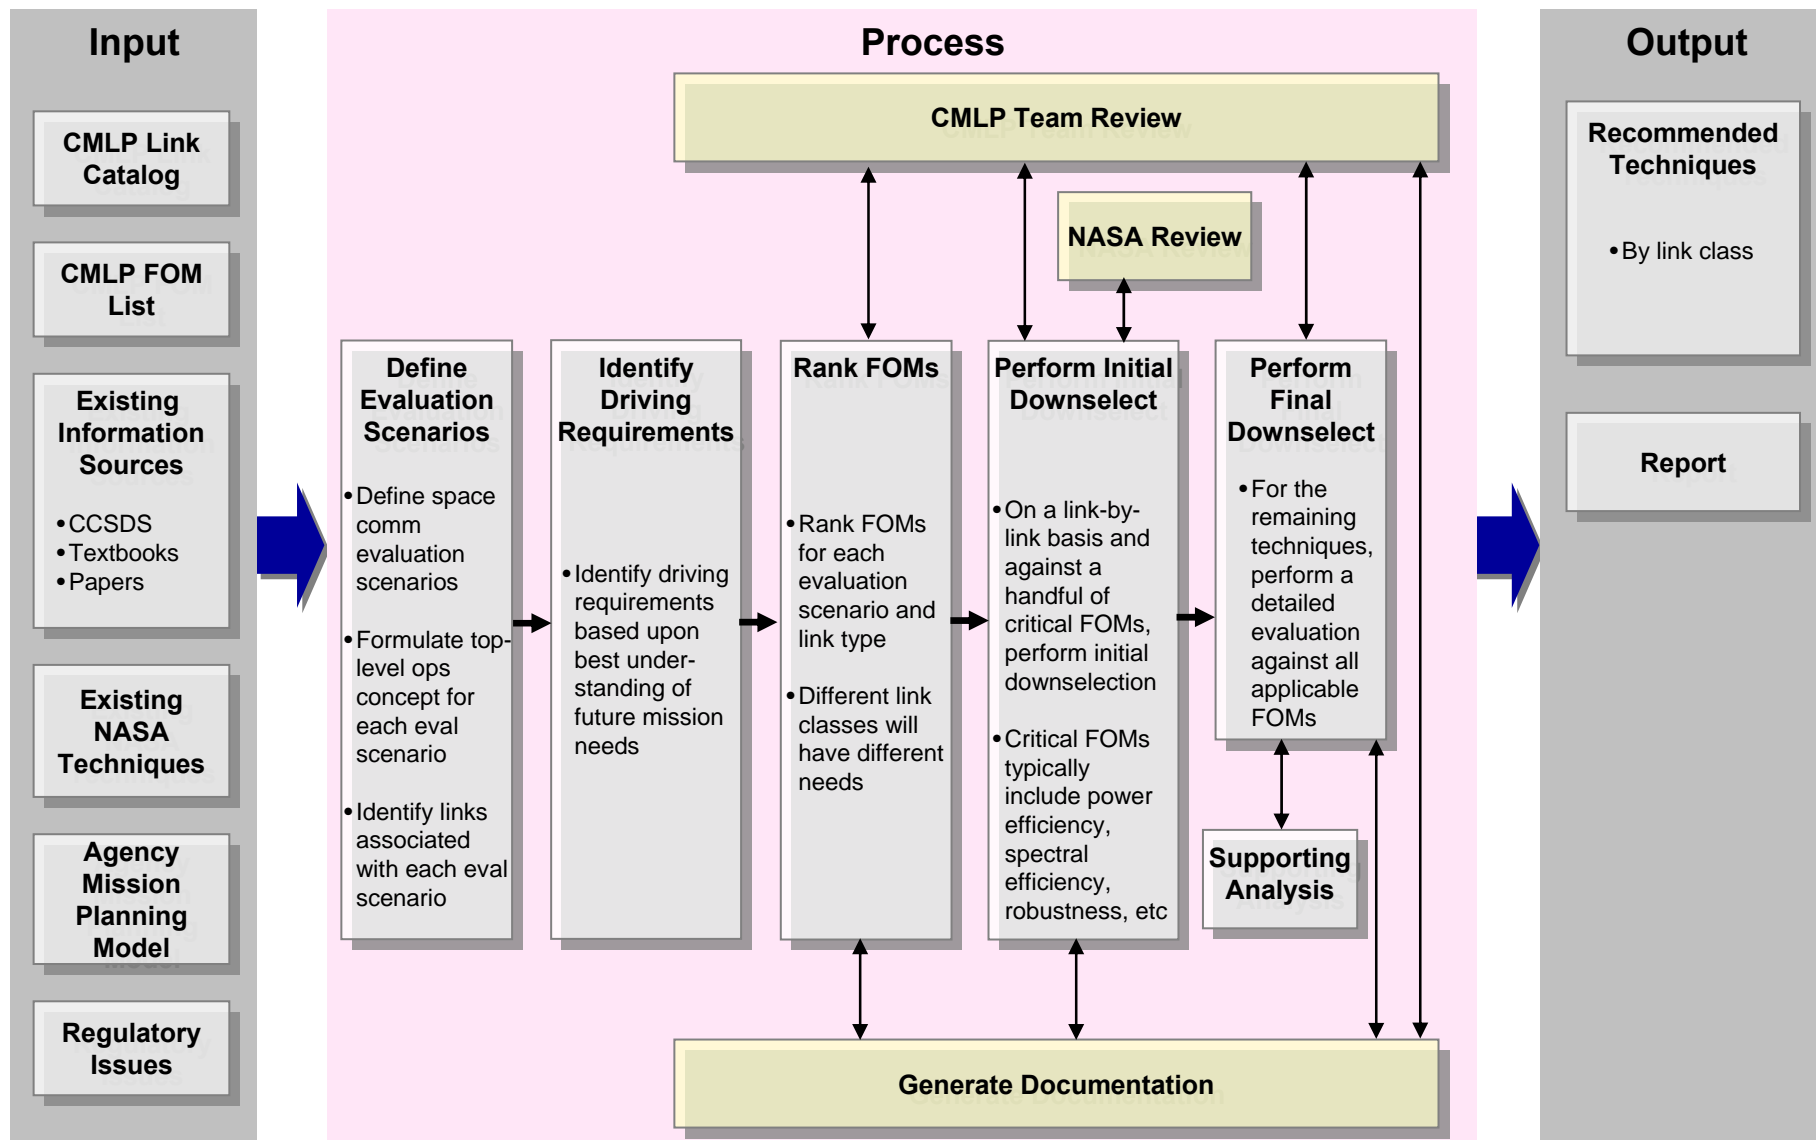 Input
CMLP Link
Catalog
CMLP FOM
List
Existing
Information
Sources
•CCSDS
•Textbooks
•Papers
Existing
NASA
Techniques
Agency
Mission
Planning
Model
Regulatory
Issues
Process
CMLP Team Review
NASA Review
Define
Evaluation
Scenarios
•Define space
comm
evaluation
scenarios
•Formulate top-
level ops
concept for
each eval
scenario
•Identify links
associated
with each eval
scenario
Identify
Driving
Requirements
•Identify driving
requirements
based upon
best under-
standing of
future mission
needs
Rank FOMs
•Rank FOMs
for each
evaluation
scenario and
link type
•Different link
classes will
have different
needs
Perform Initial
Downselect
•On a link-by-
link basis and
against a
handful of
critical FOMs,
perform initial
downselection
•Critical FOMs
typically
include power
efficiency,
spectral
efficiency,
robustness, etc
Perform
Final
Downselect
•For the
remaining
techniques,
perform a
detailed
evaluation
against all
applicable
FOMs
Supporting
Analysis
Generate Documentation
Output
Recommended
Techniques
•By link class
Report